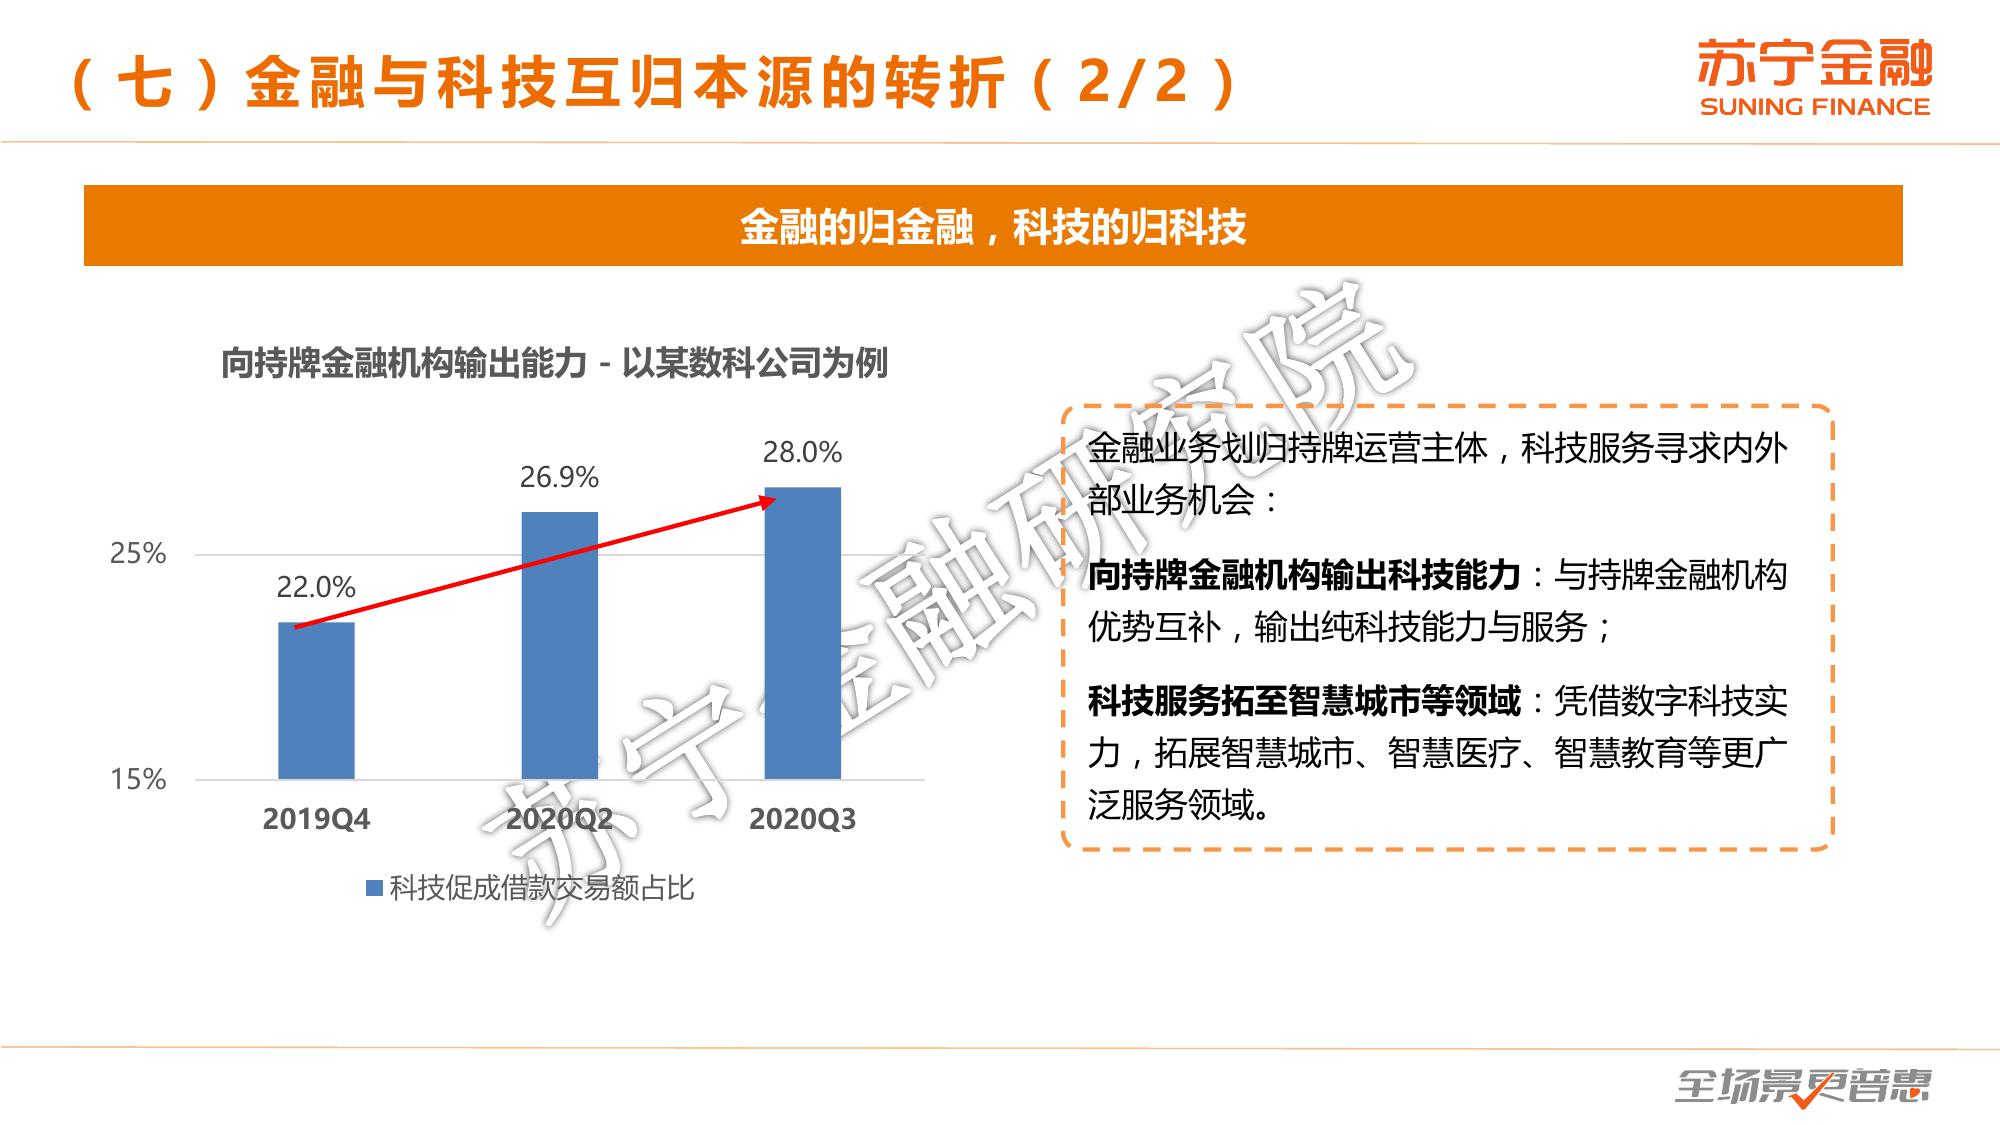 （七）金融与科技互归本源的转折（2/2）
苏宁金融
SUNING FINANCE
金融的归金融，科技的归科技
向持牌金融机构输出能力 - 以某数科公司为例
28.0%
26.9%
25%
22.0%
15%
2019Q4 2020Q2 2020Q3
科技促成借款交易额占比
金融业务划归持牌运营主体，科技服务寻求内外
部业务机会：
向持牌金融机构输出科技能力：与持牌金融机构
优势互补，输出纯科技能力与服务；
科技服务拓至智慧城市等领域：凭借数字科技实
力，拓展智慧城市、智慧医疗、智慧教育等更广
泛服务领域。
苏宁金融研究院
全场景更普惠